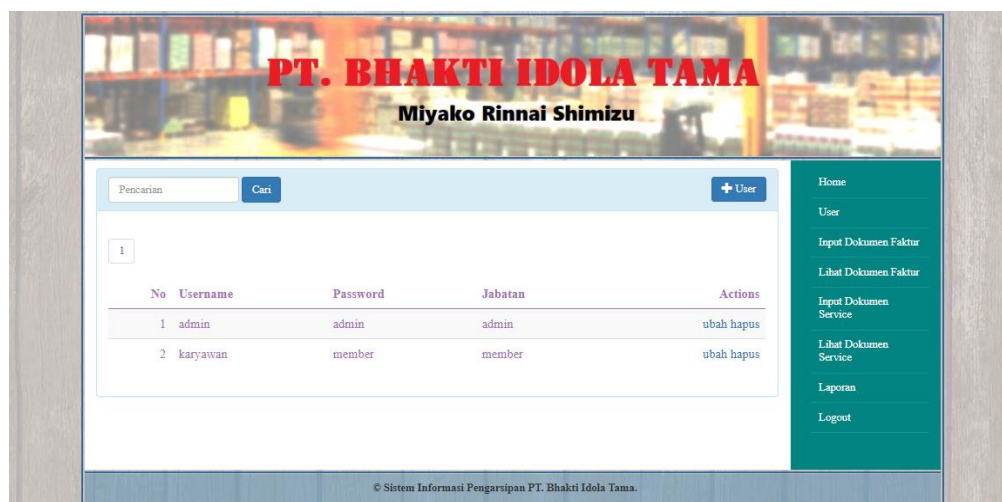 PT. BHAKTI IDOLA TAMA
Miyako Rinnai Shimizu
Pencarian Cari + User
1
No Username Password Jabatan Actions
1 admin admin admin ubah hapus
2 karyawan member member ubah hapus
Home
User
Input Dokumen Faktur
Lihat Dokumen Faktur
Input Dokumen
Service
Lihat Dokumen
Service
Laporan
Logout
© Sistem Informasi Pengarsipan PT. Bhakti Idola Tama.